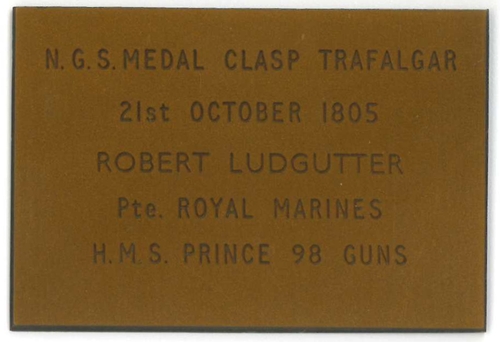 N.G.S. MEDAL CLASP TRAFALGAR
21st OCTOBER 1805
ROBERT LUDGUTTER
Pte. ROYAL MARINES
H.M.S. PRINCE 98 GUNS